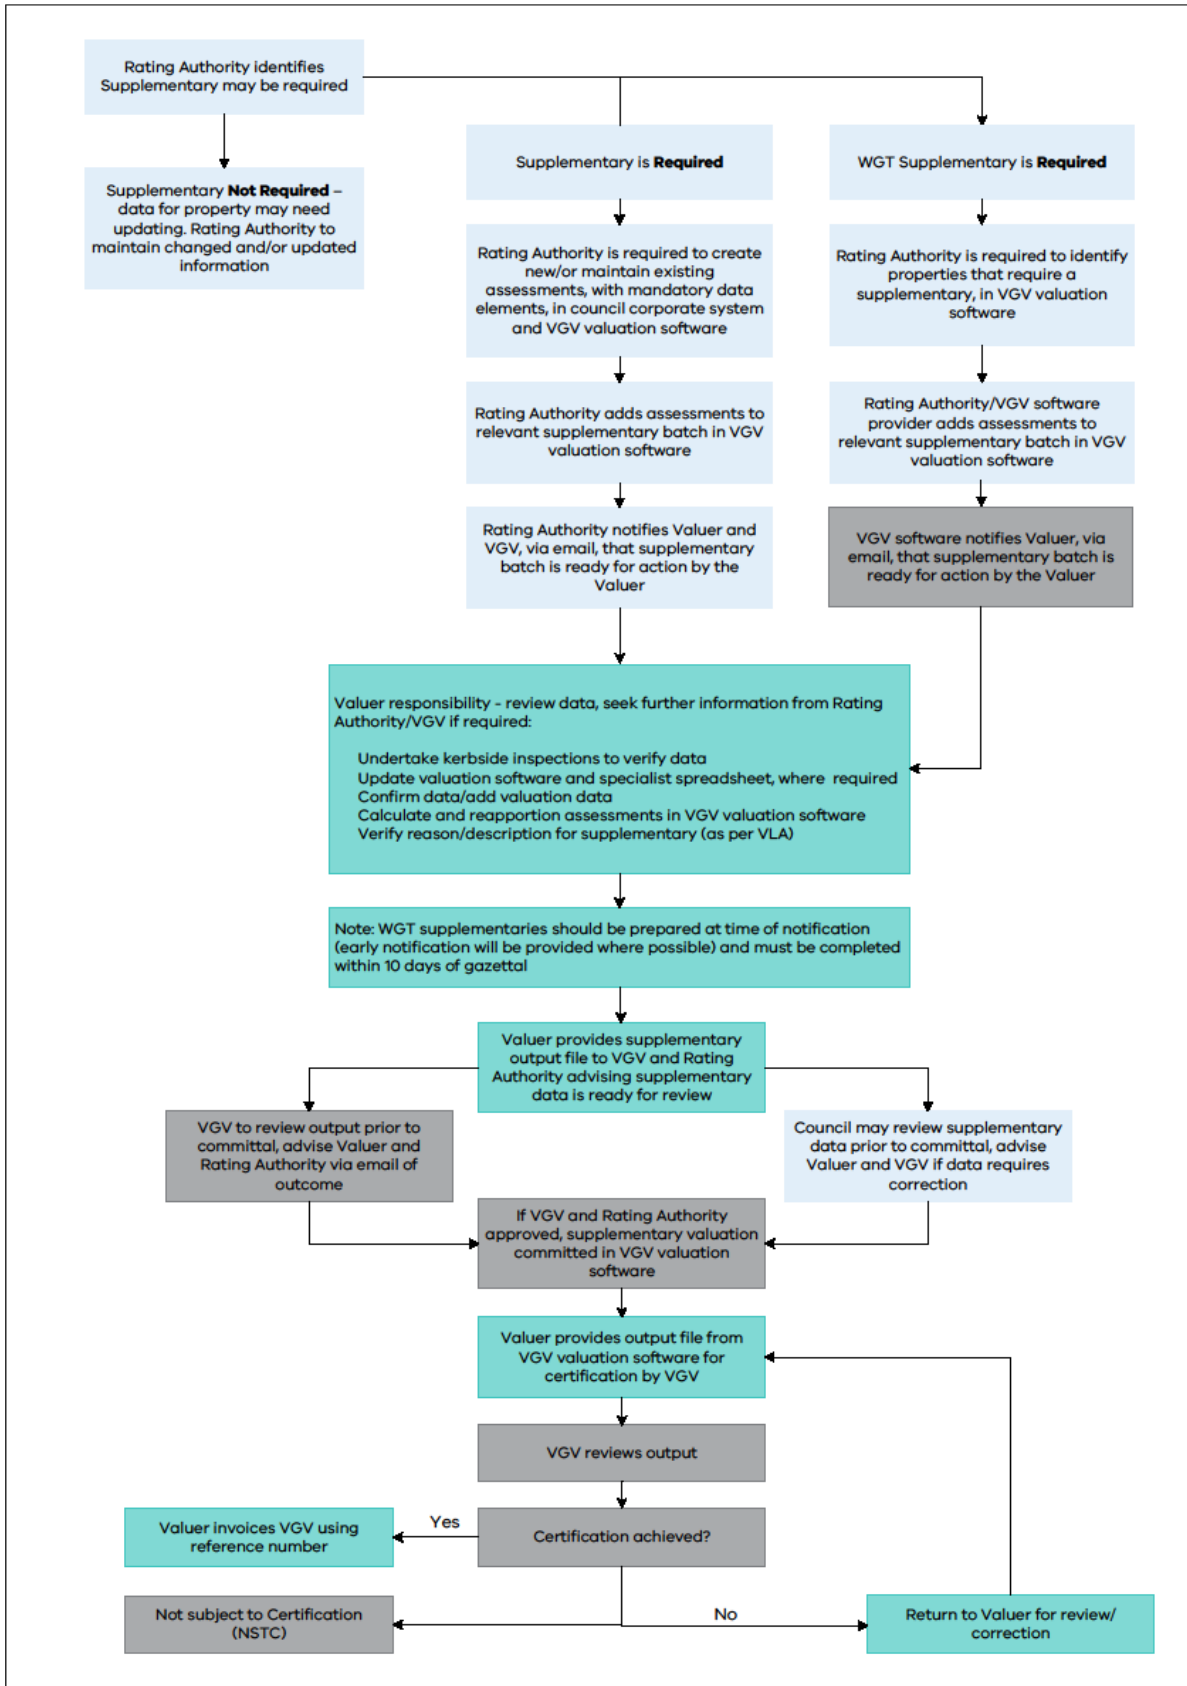 Rating Authority identifies
Supplementary may be required
Supplementary Not Required –
data for property may need
updating. Rating Authority to
maintain changed and/or updated
information
Supplementary is Required
WGT Supplementary is Required
Rating Authority is required to create
new/or maintain existing
assessments, with mandatory data
elements, in council corporate system
and VGV valuation software
Rating Authority is required to identify
properties that require a
supplementary, in VGV valuation
software
Rating Authority adds assessments to
relevant supplementary batch in VGV
valuation software
Rating Authority/VGV software
provider adds assessments to
relevant supplementary batch in VGV
valuation software
Rating Authority notifies Valuer and
VGV, via email, that supplementary
batch is ready for action by the
Valuer
VGV software notifies Valuer, via
email, that supplementary batch is
ready for action by the Valuer
Valuer responsibility - review data, seek further information from Rating
Authority/VGV if required:
Undertake kerbside inspections to verify data
Update valuation software and specialist spreadsheet, where required
Confirm data/add valuation data
Calculate and reapportion assessments in VGV valuation software
Verify reason/description for supplementary (as per VLA)
Note: WGT supplementaries should be prepared at time of notification
(early notification will be provided where possible) and must be completed
within 10 days of gazettal
Valuer provides supplementary
output file to VGV and Rating
Authority advising supplementary
data is ready for review
VGV to review output prior to
committal, advise Valuer and
Rating Authority via email of
outcome
Council may review supplementary
data prior to committal, advise
Valuer and VGV if data requires
correction
If VGV and Rating Authority
approved, supplementary valuation
committed in VGV valuation
software
Valuer provides output file from
VGV valuation software for
certification by VGV
VGV reviews output
Certification achieved?
Yes
Valuer invoices VGV using
reference number
Not subject to Certification
(NSTC)
No
Return to Valuer for review/
correction